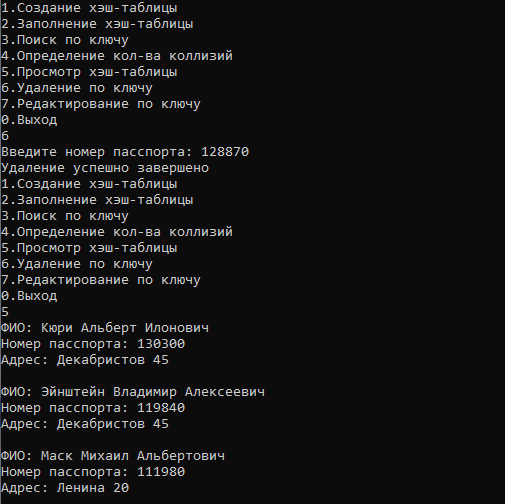 1.Создание хэш-таблицы
2.Заполнение хэш-таблицы
3.Поиск по ключу
4.Определение кол-ва коллизий
5.Просмотр хэш-таблицы
6.Удаление по ключу
7.Редактирование по ключу
0.Выход
6
Введите номер пасспорта: 128870
Удаление успешно завершено
1.Создание хэш-таблицы
2.Заполнение хэш-таблицы
3.Поиск по ключу
4.Определение кол-ва коллизий
5.Просмотр хэш-таблицы
6.Удаление по ключу
7.Редактирование по ключу
0.Выход
5
ФИО: Кюри Альберт Илонович
Номер пасспорта: 130300
Адрес: Декабристов 45
ФИО: Эйнштейн Владимир Алексеевич
Номер пасспорта: 119840
Адрес: Декабристов 45
ФИО: Маск Михаил Альбертович
Номер пасспорта: 111980
Адрес: Ленина 20